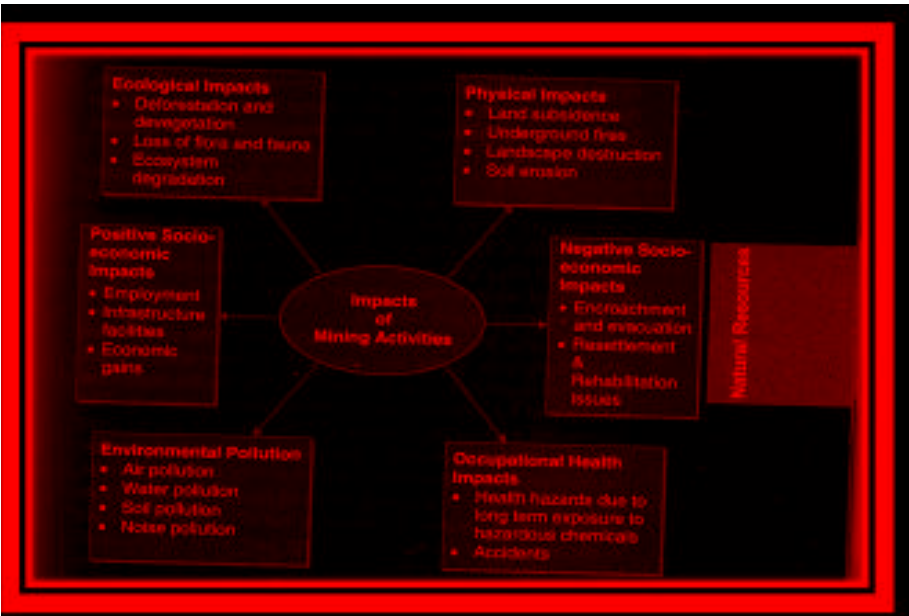 Ecological Impacts
• Deforestation and
devegetation
• Loss of flora and fauna
• Ecosystem
degradation
Physical Impacts
• Land subsidence
• Underground fires
• Landscape destruction
• Soil erosion
Positive Socio-
economic
Impacts
• Employment
• Infrastructure
facilities
• Economic
gains
Impacts
of
Mining Activities
Negative Socio-
economic
Impacts
• Encroachment
and evacuation
• Resettlement
&
Rehabilitation
Issues
Natural Resources
Environmental Pollution
• Air pollution
• Water pollution
• Soil pollution
• Noise pollution
Occupational Health
Impacts
• Health hazards due to
long term exposure to
hazardous chemicals
• Accidents